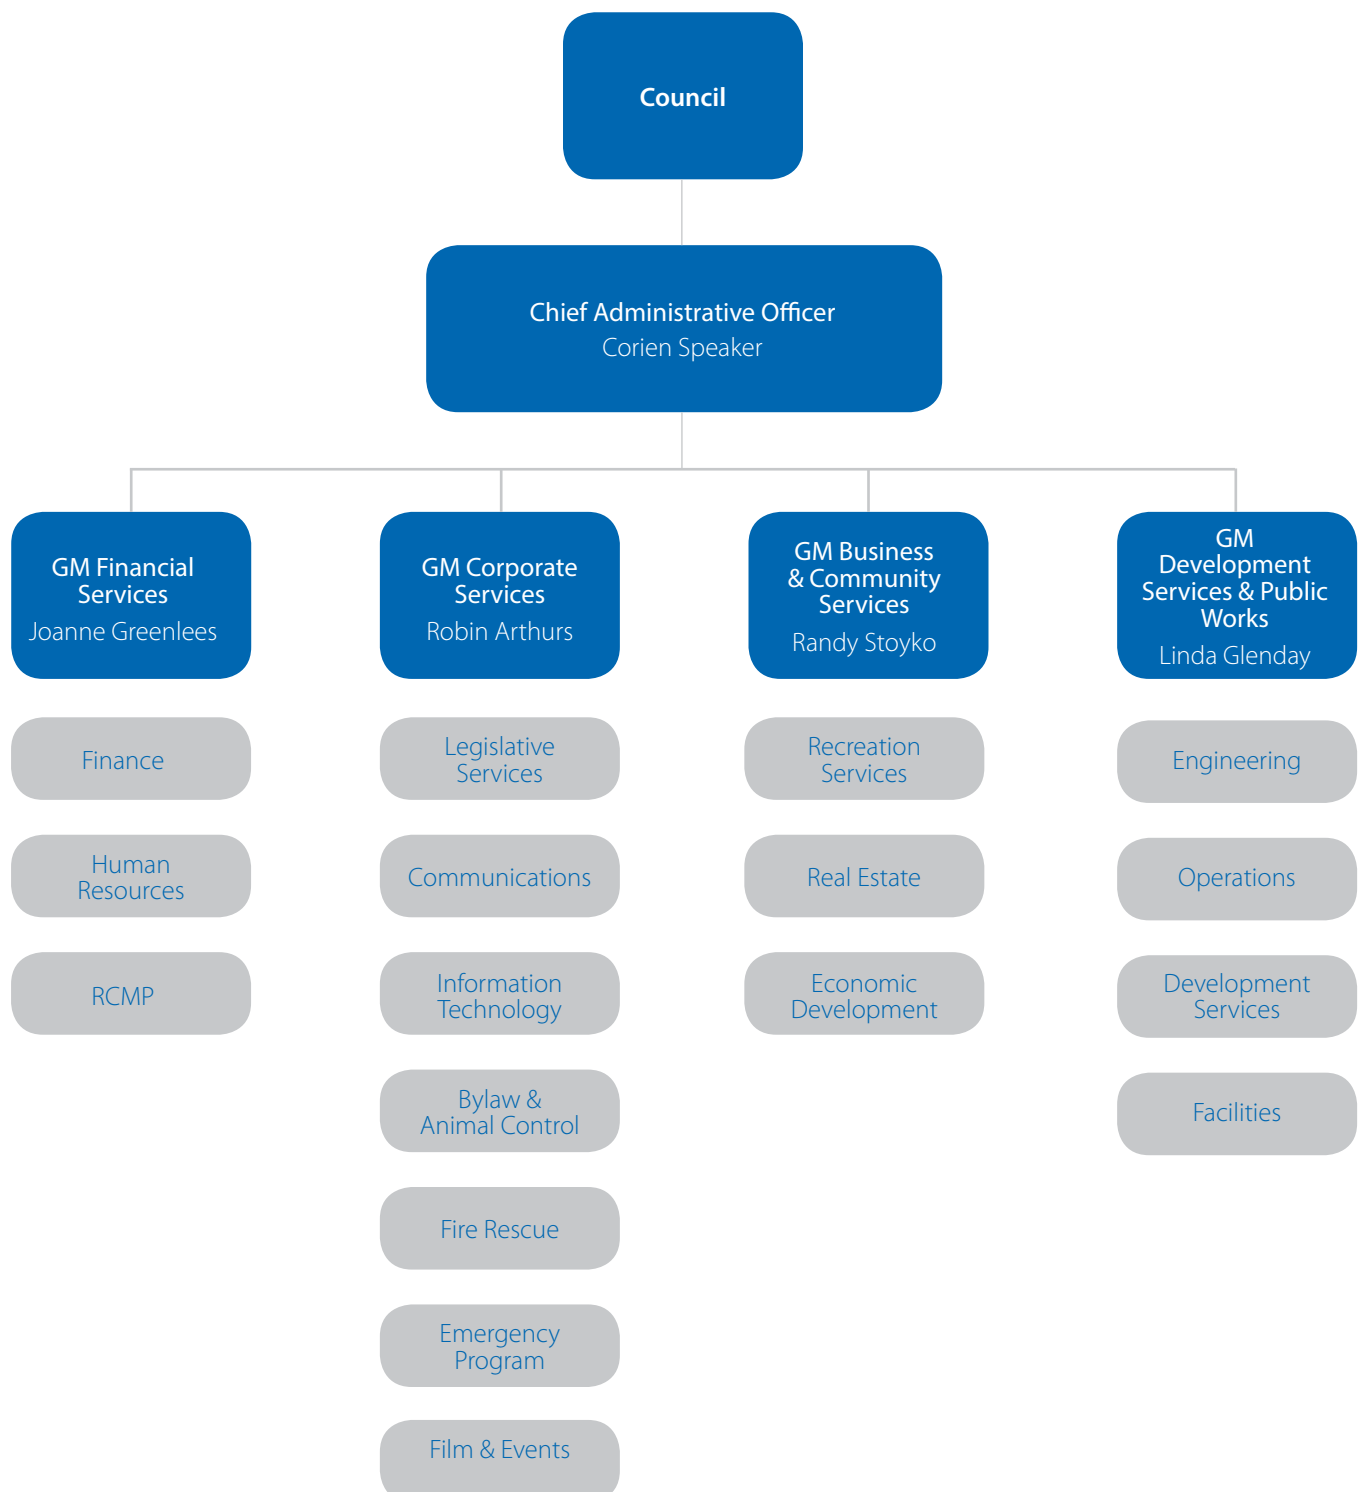 Council
Chief Administrative Officer
Corien Speaker
GM Financial
Services
Joanne Greenlees
GM Corporate
Services
Robin Arthurs
GM Business
& Community
Services
Randy Stoyko
GM
Development
Services & Public
Works
Linda Glenday
Finance
Human
Resources
RCMP
Legislative
Services
Communications
Information
Technology
Bylaw &
Animal Control
Fire Rescue
Emergency
Program
Film & Events
Recreation
Services
Real Estate
Economic
Development
Engineering
Operations
Development
Services
Facilities